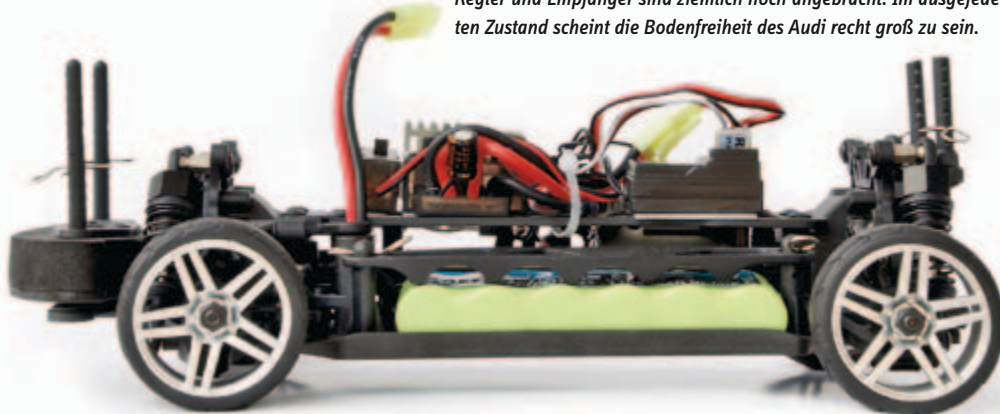 Regler und Empfänger sind ziemlich hoch angebracht. Im ausgefeder-
ten Zustand scheint die Bodenfreiheit des Audi recht groß zu sein.